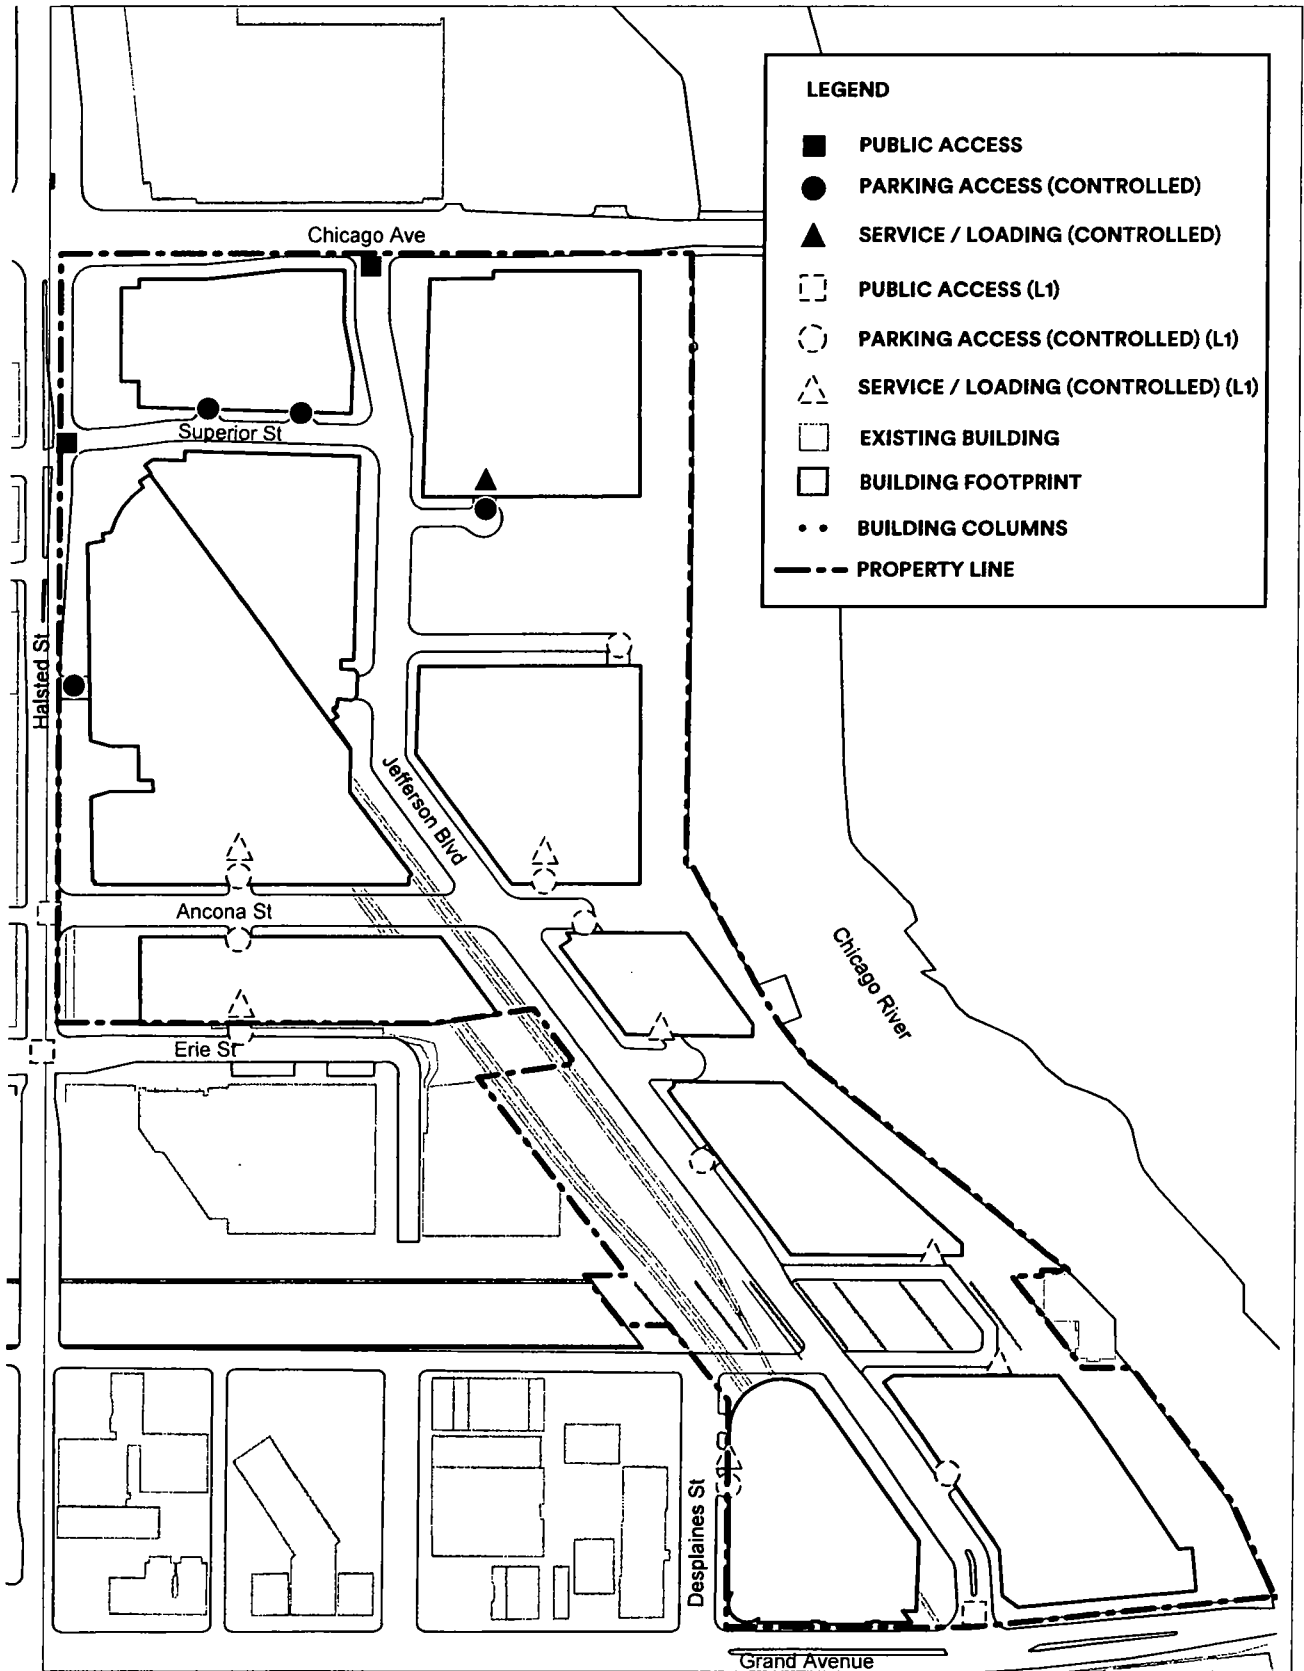 LEGEND
PUBLIC ACCESS
PARKING ACCESS (CONTROLLED)
SERVICE / LOADING (CONTROLLED)
PUBLIC ACCESS (L1)
PARKING ACCESS (CONTROLLED) (L1)
SERVICE / LOADING (CONTROLLED) (L1)
EXISTING BUILDING
BUILDING FOOTPRINT
BUILDING COLUMNS
PROPERTY LINE
Chicago Ave
Superior St
Halsted St
Jefferson Blvd
Ancona St
Chicago River
Erie St
Desplaines St
Grand Avenue